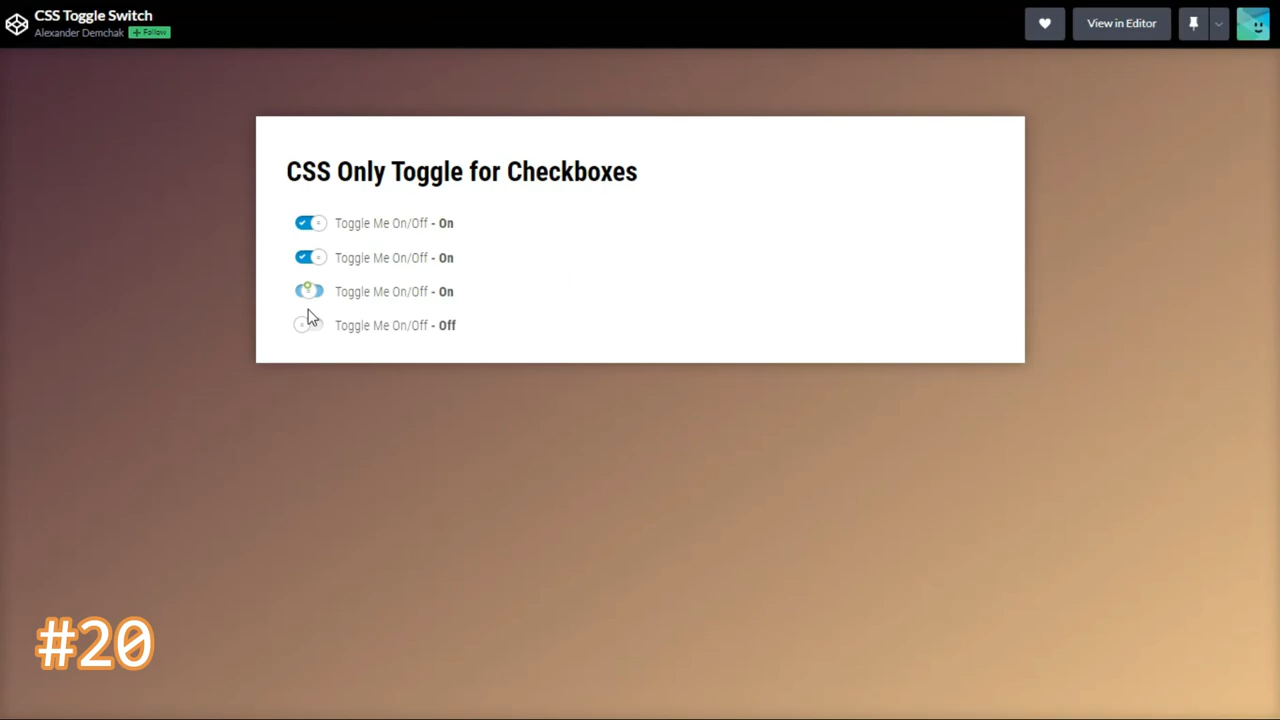 CSS Toggle Switch
Alexander Demchak + Follow
View in Editor
CSS Only Toggle for Checkboxes
Toggle Me On/Off - On
Toggle Me On/Off - On
Toggle Me On/Off - On
Toggle Me On/Off - Off
#20